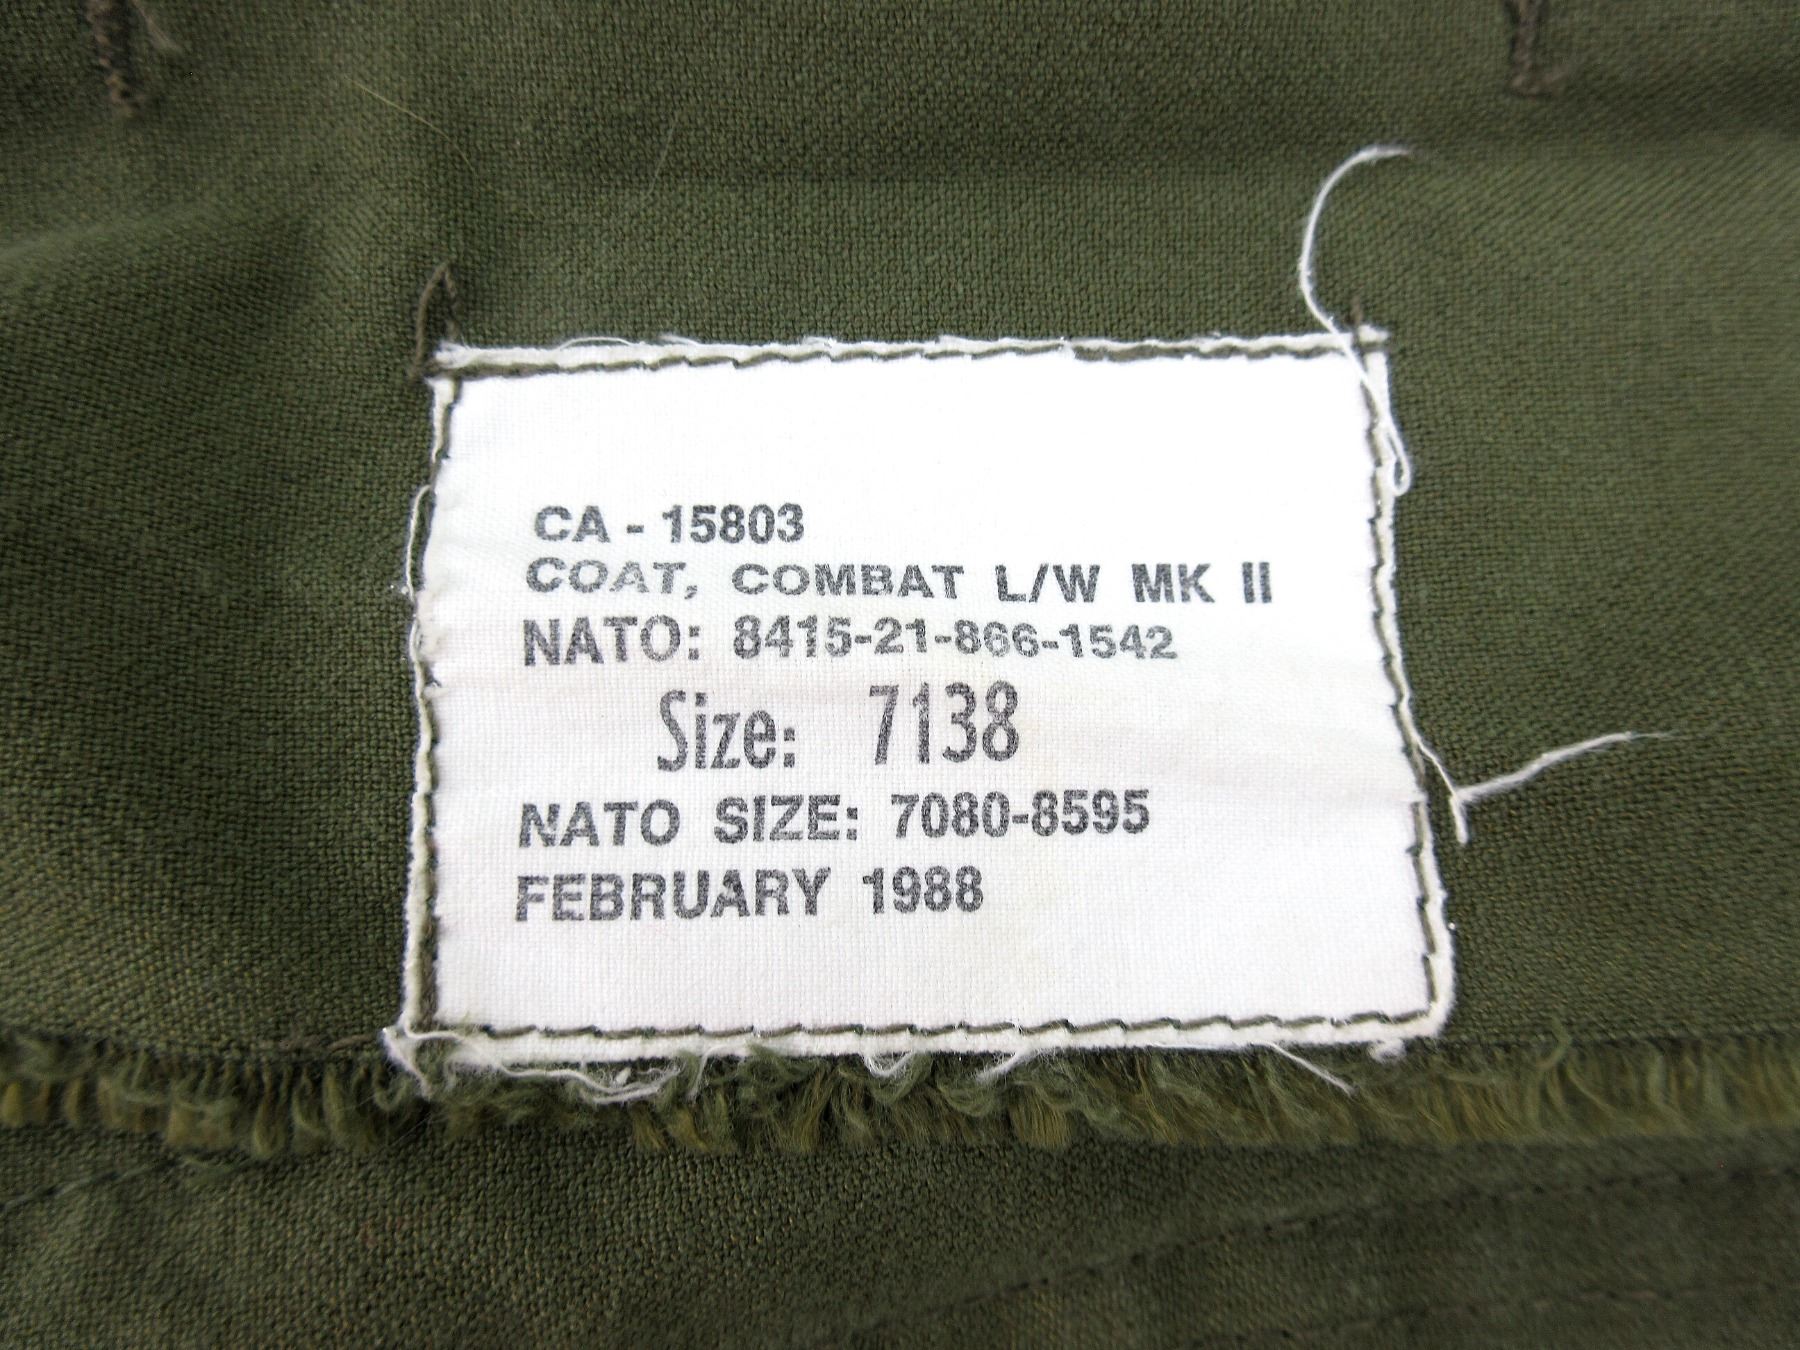 CA - 15803
COAT, COMBAT L/W MK II
NATO: 8415-21-866-1542
Size: 7138
NATO SIZE: 7080-8595
FEBRUARY 1988